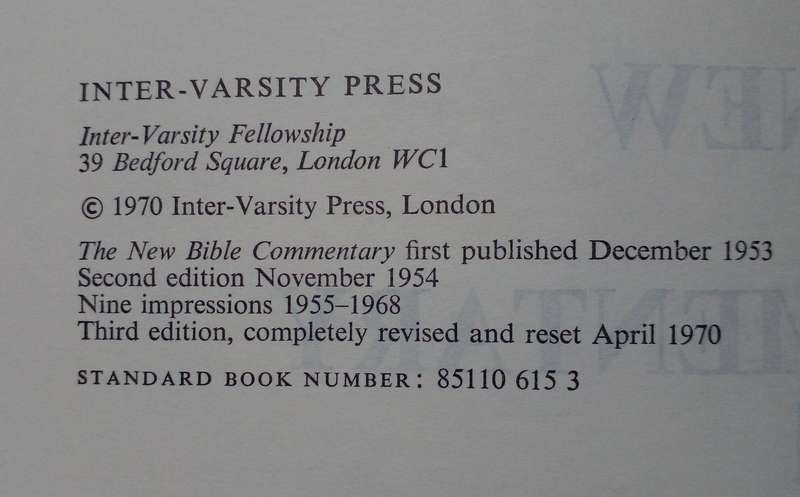 INTER-VARSITY PRESS
Inter-Varsity Fellowship
39 Bedford Square, London WC1
© 1970 Inter-Varsity Press, London
The New Bible Commentary first published December 1953
Second edition November 1954
Nine impressions 1955–1968
Third edition, completely revised and reset April 1970
STANDARD BOOK NUMBER: 85110 615 3